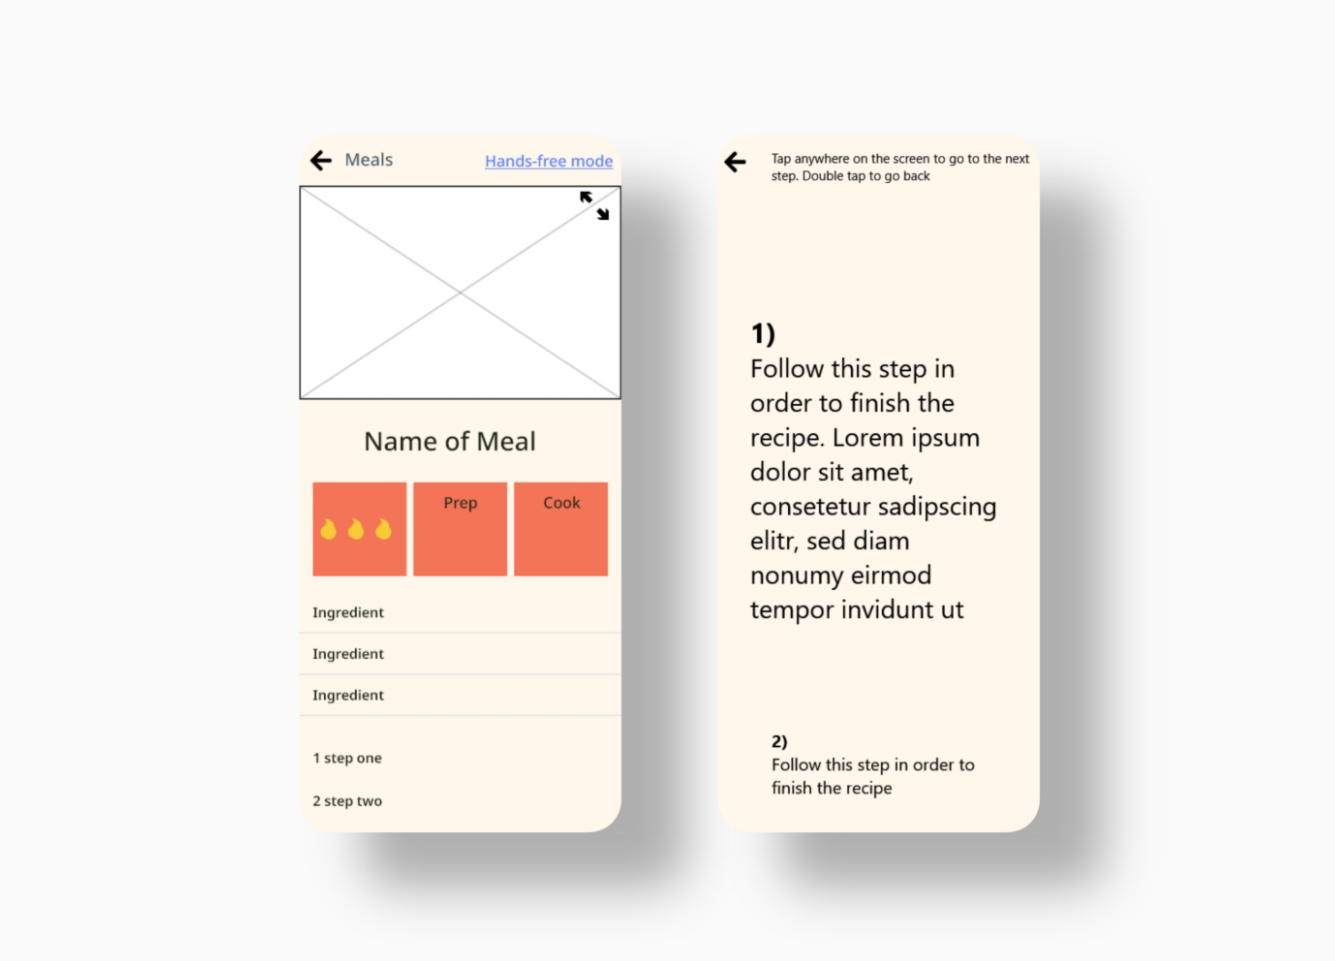 Meals
Hands-free mode
Name of Meal
Prep
Cook
Ingredient
Ingredient
Ingredient
1 step one
2 step two
Tap anywhere on the screen to go to the next
step. Double tap to go back
1)
Follow this step in
order to finish the
recipe. Lorem ipsum
dolor sit amet,
consetetur sadipscing
elitr, sed diam
nonumy eirmod
tempor invidunt ut
2)
Follow this step in order to
finish the recipe